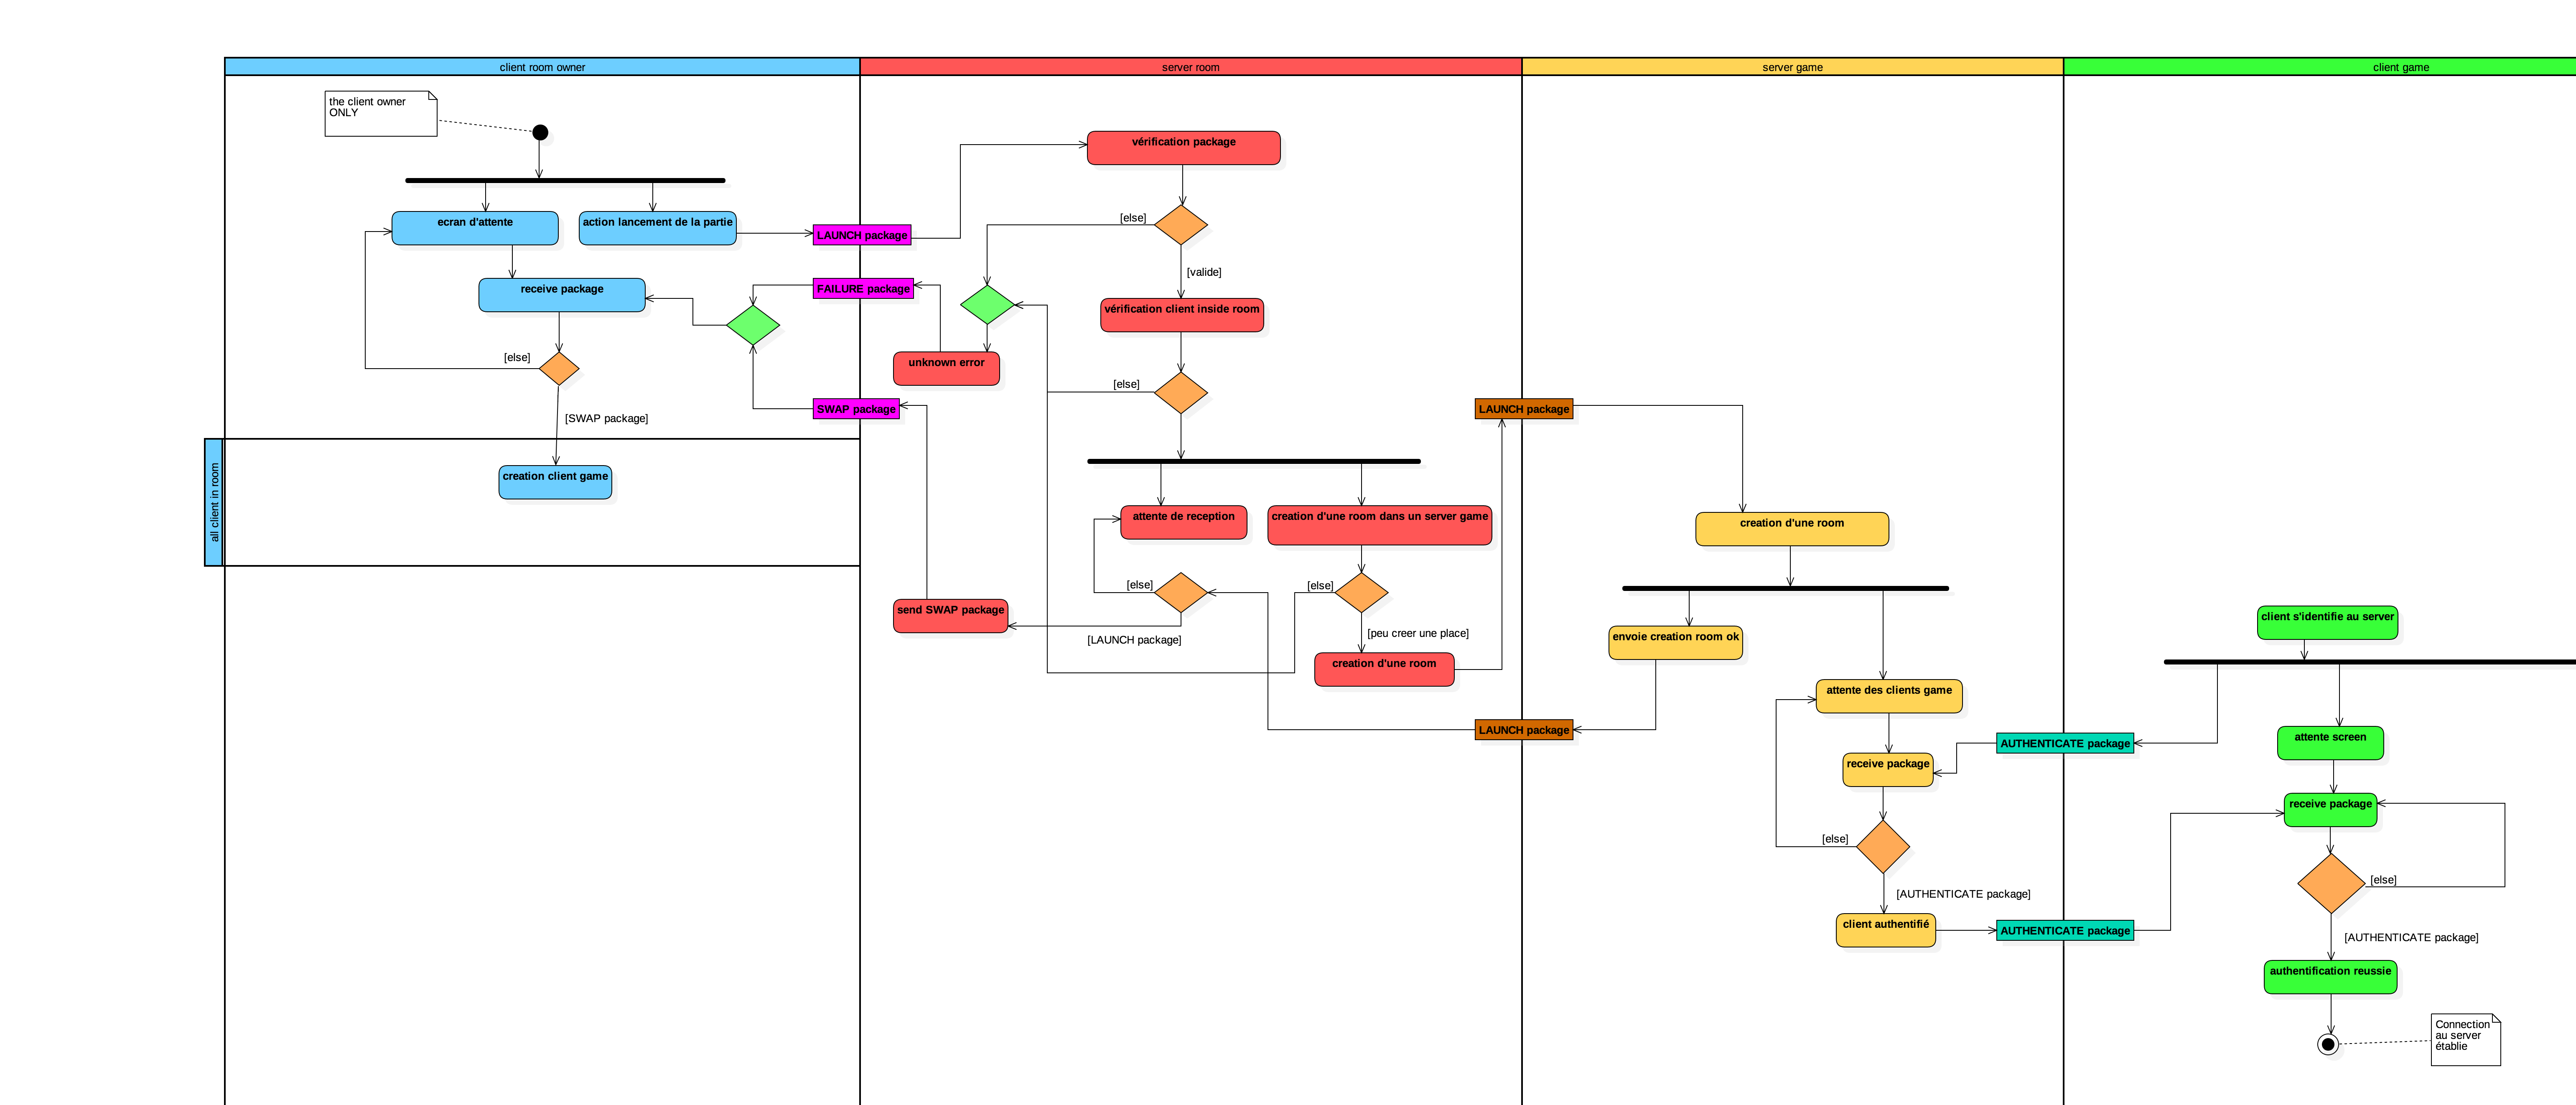 client room owner
server room
server game
client game
the client owner
ONLY
vérification package
ecran d'attente
action lancement de la partie
LAUNCH package
[else]
[valide]
receive package
FAILURE package
vérification client inside room
[else]
unknown error
[else]
[SWAP package]
SWAP package
LAUNCH package
all client in room
creation client game
attente de reception
creation d'une room dans un server game
creation d'une room
[else]
[else]
send SWAP package
[LAUNCH package]
[peu creer une place]
creation d'une room
envoie creation room ok
client s'identifie au server
attente des clients game
LAUNCH package
AUTHENTICATE package
attente screen
receive package
receive package
[else]
[else]
[AUTHENTICATE package]
client authentifié
AUTHENTICATE package
[AUTHENTICATE package]
authentification reussie
Connection
au server
établie